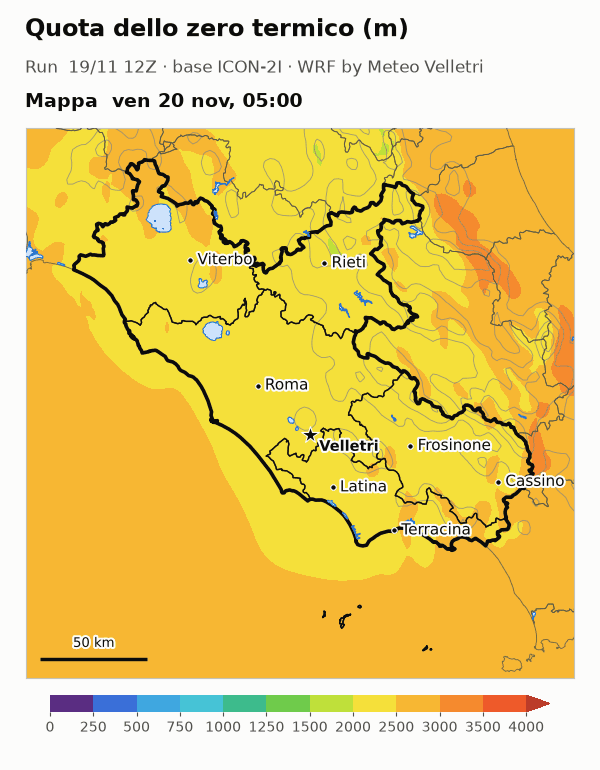 Quota dello zero termico (m)
Run 19/11 12Z · base ICON-2I · WRF by Meteo Velletri
Mappa ven 20 nov, 05:00
Viterbo
Rieti
Roma
Velletri
Frosinone
Latina
Cassino
Terracina
50 km
0 250 500 750 1000 1250 1500 2000 2500 3000 3500 4000